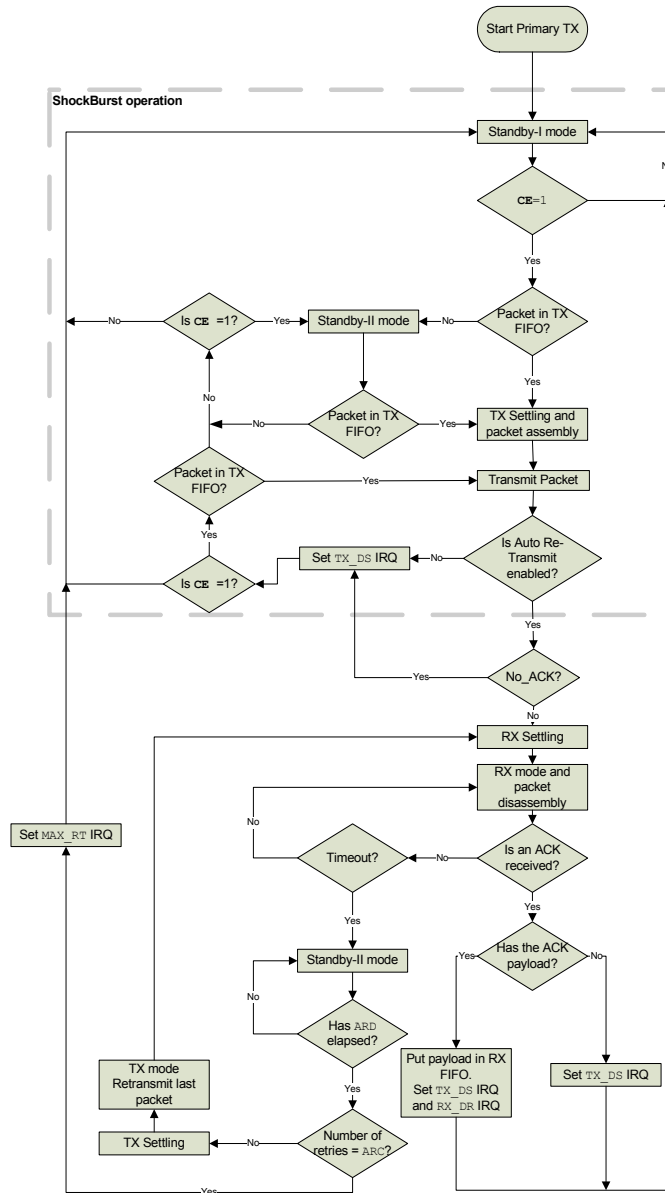 Start Primary TX
ShockBurst operation
Standby-I mode
CE=1
Yes
Packet in TX
FIFO?
No
Standby-II mode
Yes
Is CE =1?
No
Yes
No
Packet in TX
FIFO?
No
Yes
TX Settling and
packet assembly
Packet in TX
FIFO?
Yes
Transmit Packet
Yes
Is Auto Re-
Transmit
enabled?
No
Set TX_DS IRQ
Is CE =1?
Yes
No_ACK?
Yes
No
RX Settling
RX mode and
packet
disassembly
No
Set MAX_RT IRQ
Timeout?
No
Is an ACK
received?
Yes
Yes
Standby-II mode
Yes
Has the ACK
payload?
No
No
Has ARD
elapsed?
TX mode
Retransmit last
packet
Put payload in RX
FIFO.
Set TX_DS IRQ
and RX_DR IRQ
Set TX_DS IRQ
Yes
TX Settling
No
Number of
retries = ARC?
Yes